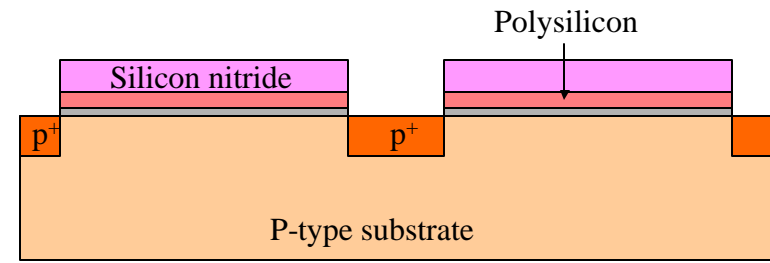 Polysilicon
Silicon nitride
p⁺
p⁺
P-type substrate